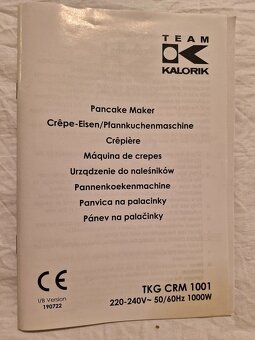 TEAM
K
KALORIK
Pancake Maker
Crêpe-Eisen/Pfannkuchenmaschine
Crêpière
Máquina de crepes
Urządzenie do naleśników
Pannenkoekenmachine
Panvica na palacinky
Pánev na palačinky
CE
I/B Version
190722
TKG CRM 1001
220-240V~ 50/60Hz 1000W